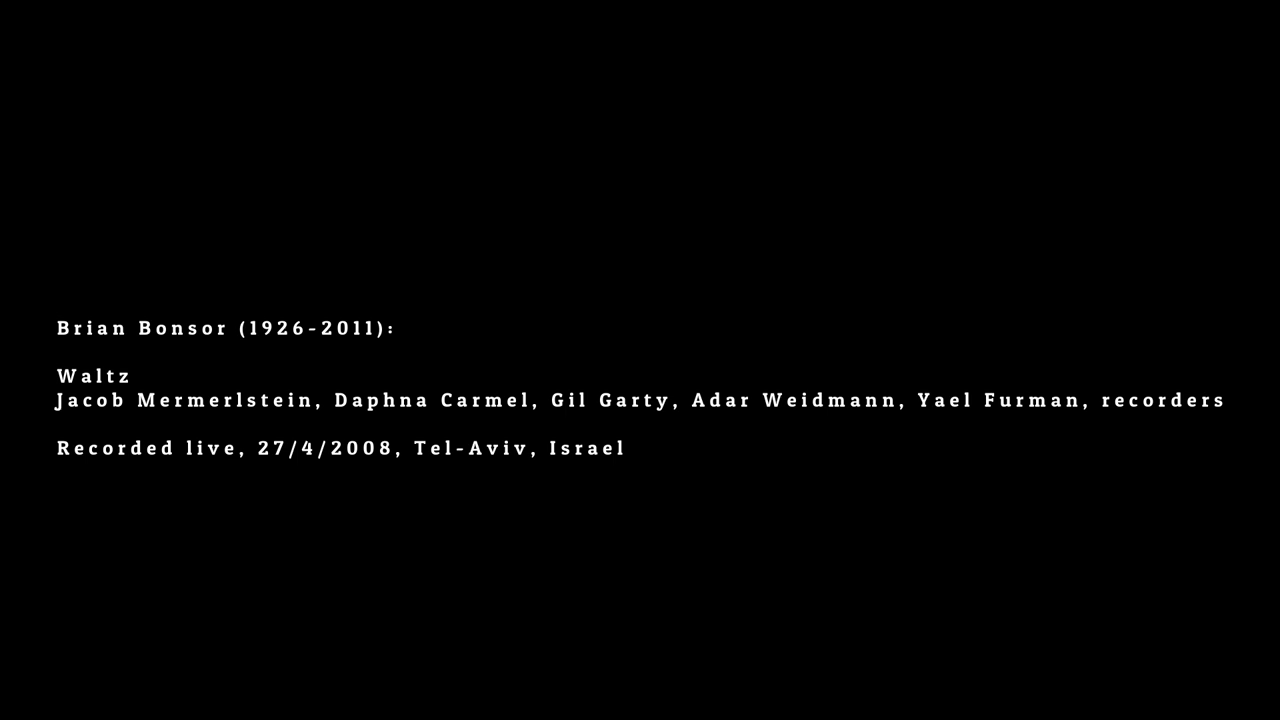 Brian Bonsor (1926-2011):
Waltz
Jacob Mermerlstein, Daphna Carmel, Gil Garty, Adar Weidmann, Yael Furman, recorders
Recorded live, 27/4/2008, Tel-Aviv, Israel